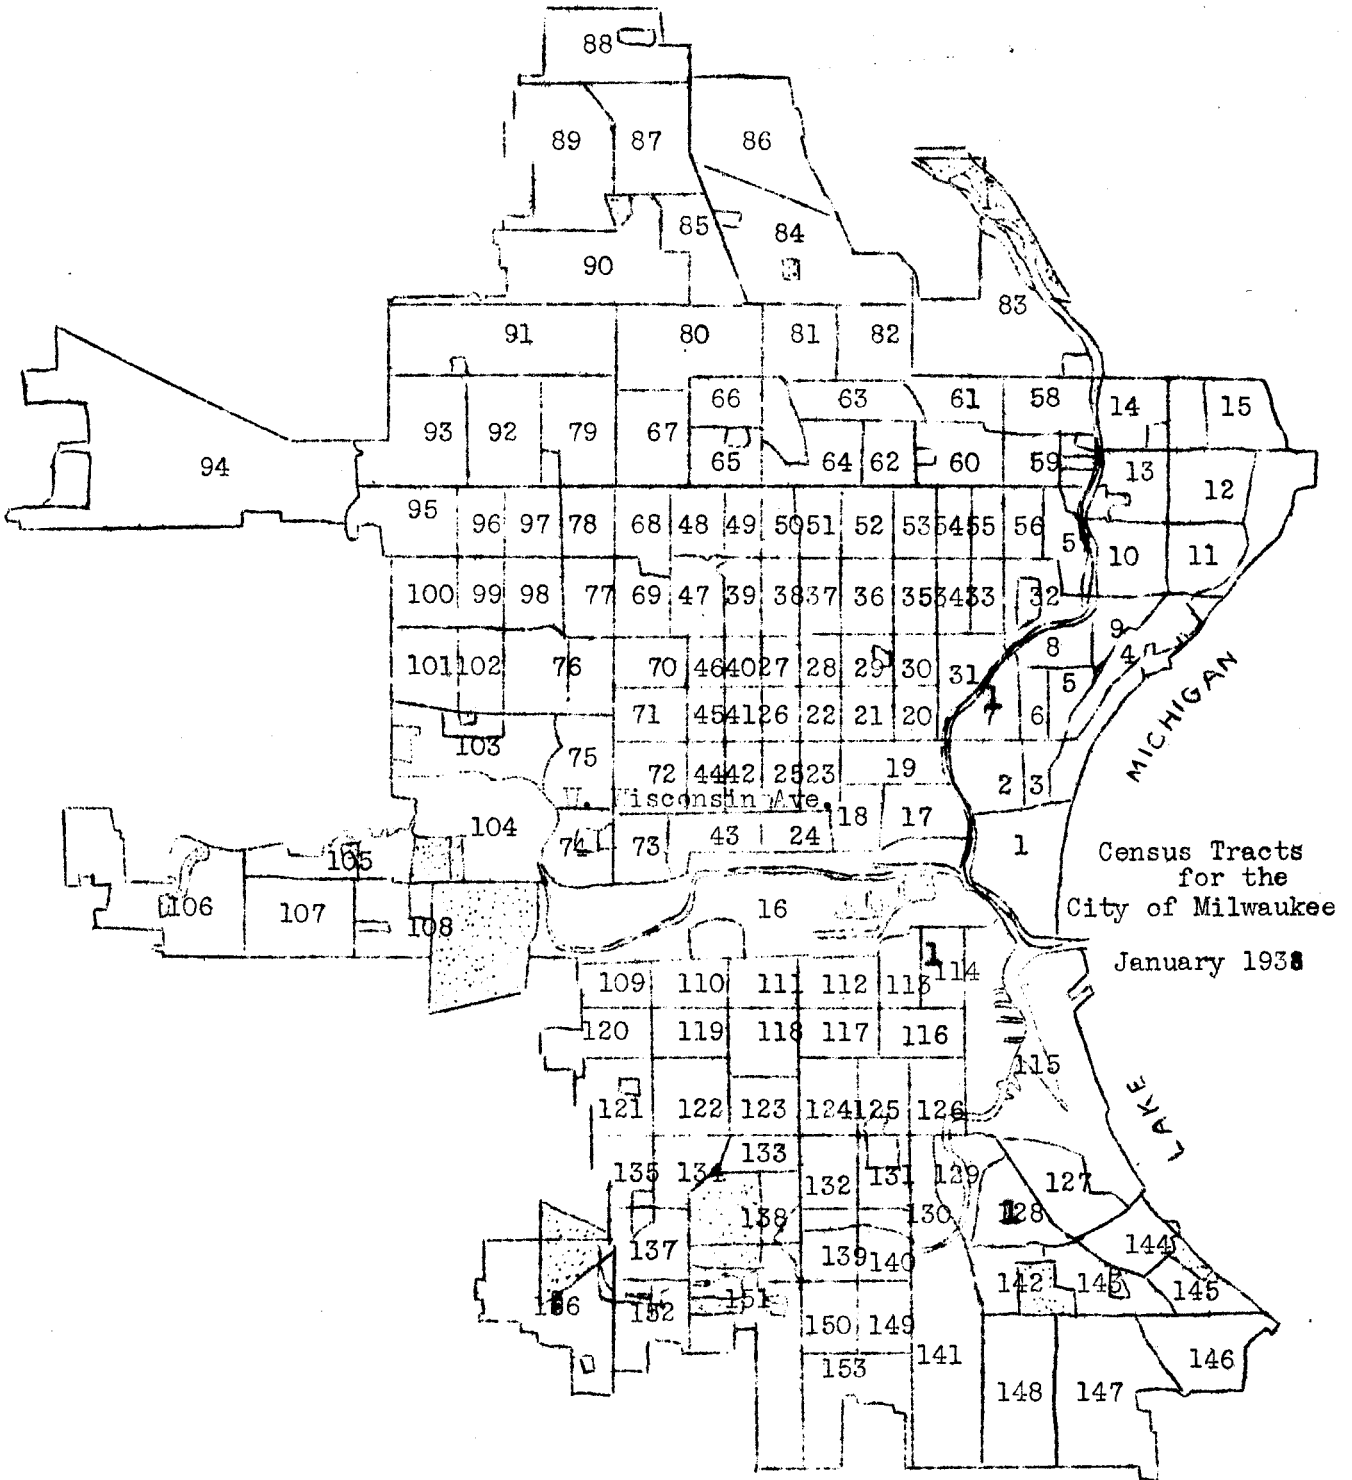 88
89 87 86
85 84
90
83
91 80 81 82
66 63 61 58 14 15
93 92 79 67
94 65 64 62 60 59 13 12
95 96 97 78 68 48 49 50 51 52 53 54 55 56 5 10 11
100 99 98 77 69 47 39 38 37 36 35 34 33 32
9
8 4
101 102 76 70 46 40 27 28 29 30 31 5
71 45 41 26 22 21 20 7 6
103 75
72 44 42 25 23 19 2 3
W. Wisconsin Ave.
104 74 73 43 24 18 17 1
105
106 107 108 16
MICHIGAN
Census Tracts
for the
City of Milwaukee
January 1938
109 110 111 112 113 114
120 119 118 117 116
115
121 122 123 124 125 126
LAKE
133
135 134 132 131 129 127
138 130 128
137 139 140 144
142 143 145
136 152 151
150 149
153 141 146
148 147